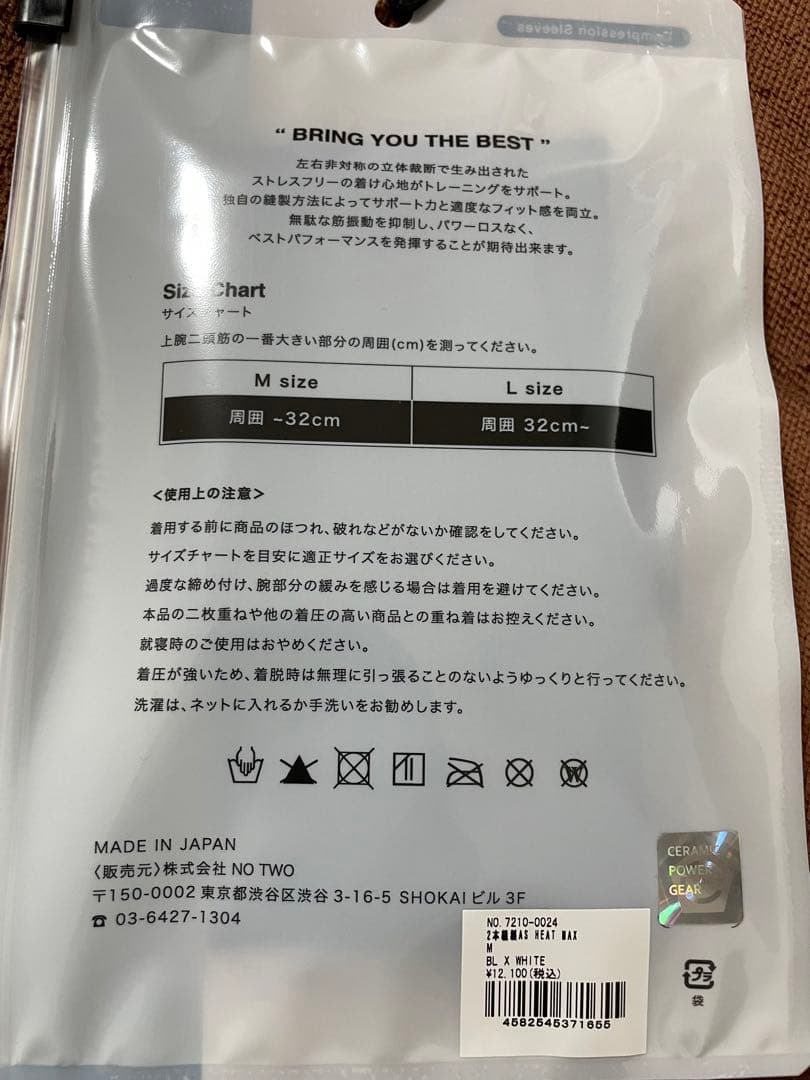 Compression Sleeves
“ BRING YOU THE BEST ”
左右非対称の立体裁断で生み出された
ストレスフリーの着け心地がトレーニングをサポート。
独自の縫製方法によってサポート力と適度なフィット感を両立。
無駄な筋振動を抑制し、パワーロスなく、
ベストパフォーマンスを発揮することが期待出来ます。
Size Chart
サイズチャート
上腕二頭筋の一番大きい部分の周囲(cm)を測ってください。
M size L size
周囲 ~32cm 周囲 32cm~
<使用上の注意>
着用する前に商品のほつれ、破れなどがないか確認をしてください。
サイズチャートを目安に適正サイズをお選びください。
過度な締め付け、腕部分の緩みを感じる場合は着用を避けてください。
本品の二枚重ねや他の着圧の高い商品との重ね着はお控えください。
就寝時のご使用はおやめください。
着圧が強いため、着脱時は無理に引っ張ることのないようゆっくりと行ってください。
洗濯は、ネットに入れるか手洗いをお勧めします。
W
MADE IN JAPAN
〈販売元〉株式会社 NO TWO
〒150-0002 東京都渋谷区渋谷 3-16-5 SHOKAI ビル 3F
☎ 03-6427-1304
CERAMIC
POWER
GEAR
NO.7210-0024
2本組AS HEAT MAX
M
BL X WHITE
¥12,100(税込)
4582545371655
プラ
袋